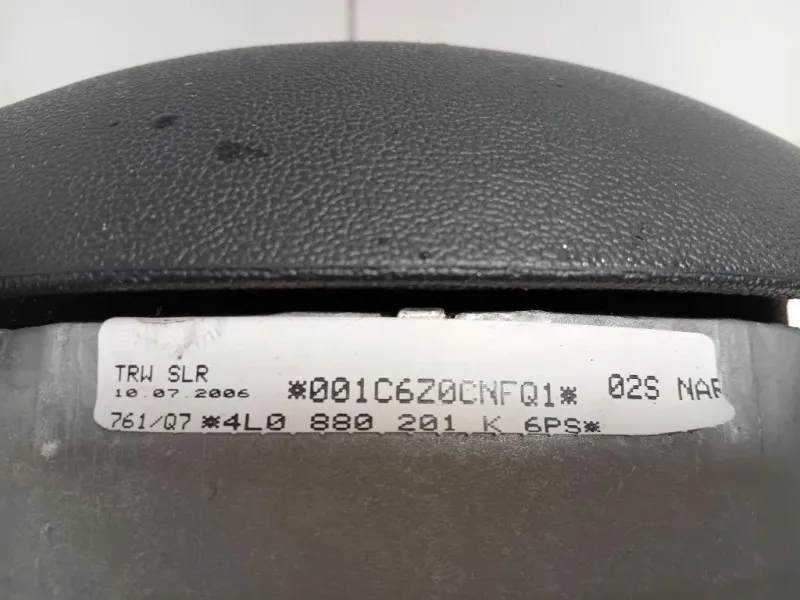 TRW SLR
10.07.2006 *001C6Z0CNFQ1* 02S NAR
761/Q7 *4L0 880 201 K 6PS*